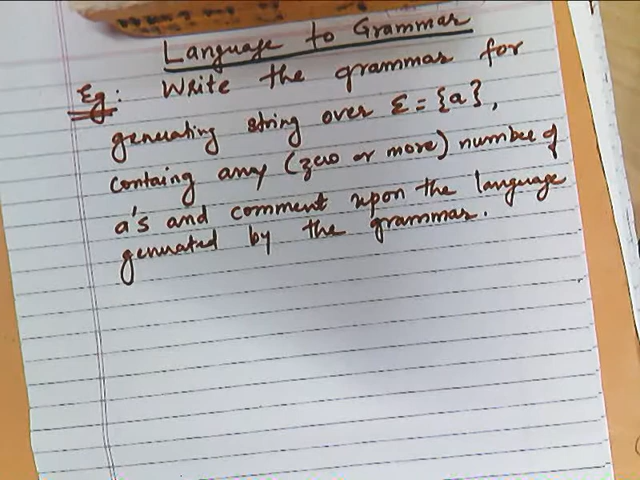 Language to Grammar
Eg: Write the grammar for
generating string over Σ = {a},
containg any (zero or more) number of
a's and comment upon the language
generated by the grammar.